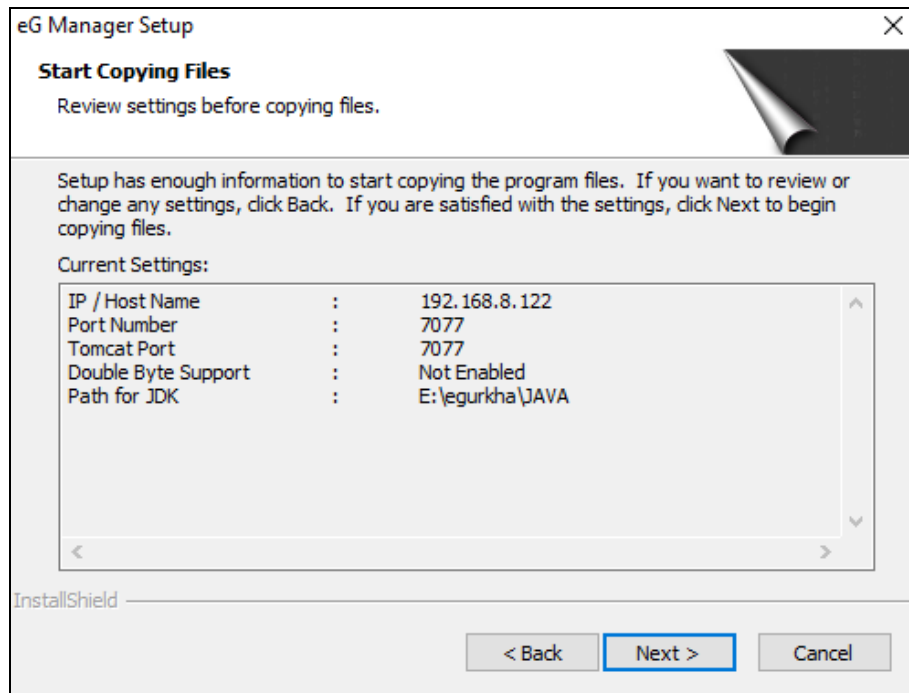 eG Manager Setup
Start Copying Files
Review settings before copying files.
Setup has enough information to start copying the program files. If you want to review or
change any settings, click Back. If you are satisfied with the settings, click Next to begin
copying files.
Current Settings:
IP / Host Name : 192.168.8.122
Port Number : 7077
Tomcat Port : 7077
Double Byte Support : Not Enabled
Path for JDK : E:\egurkha\JAVA
InstallShield
< Back Next > Cancel